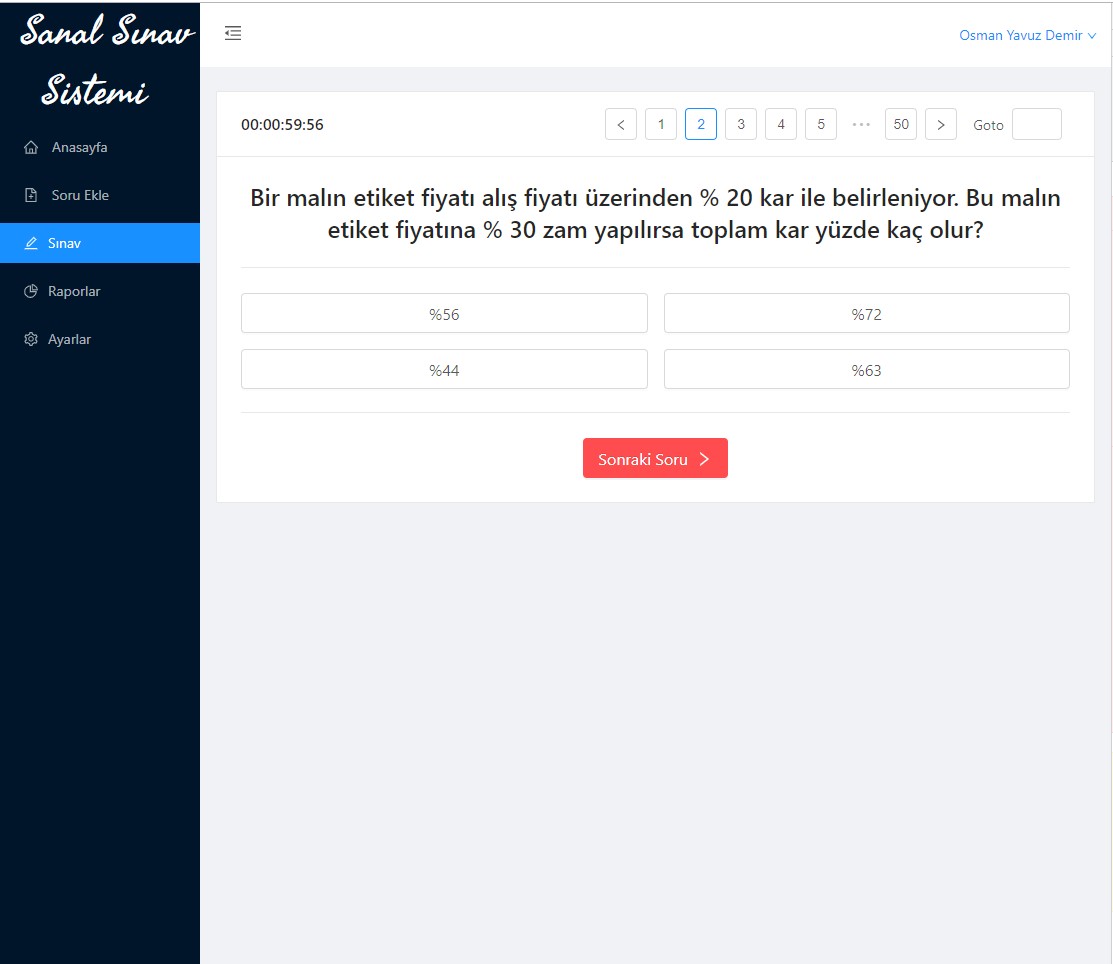 Sanal Sınav
Sistemi
Anasayfa
Soru Ekle
Sınav
Raporlar
Ayarlar
Osman Yavuz Demir
00:00:59:56
1 2 3 4 5 ••• 50 Goto
Bir malın etiket fiyatı alış fiyatı üzerinden % 20 kar ile belirleniyor. Bu malın
etiket fiyatına % 30 zam yapılırsa toplam kar yüzde kaç olur?
%56 %72
%44 %63
Sonraki Soru